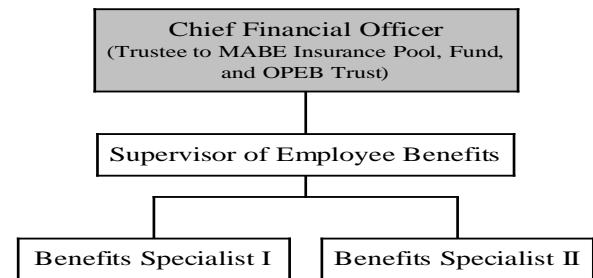 Chief Financial Officer
(Trustee to MABE Insurance Pool, Fund,
and OPEB Trust)
Supervisor of Employee Benefits
Benefits Specialist I
Benefits Specialist II